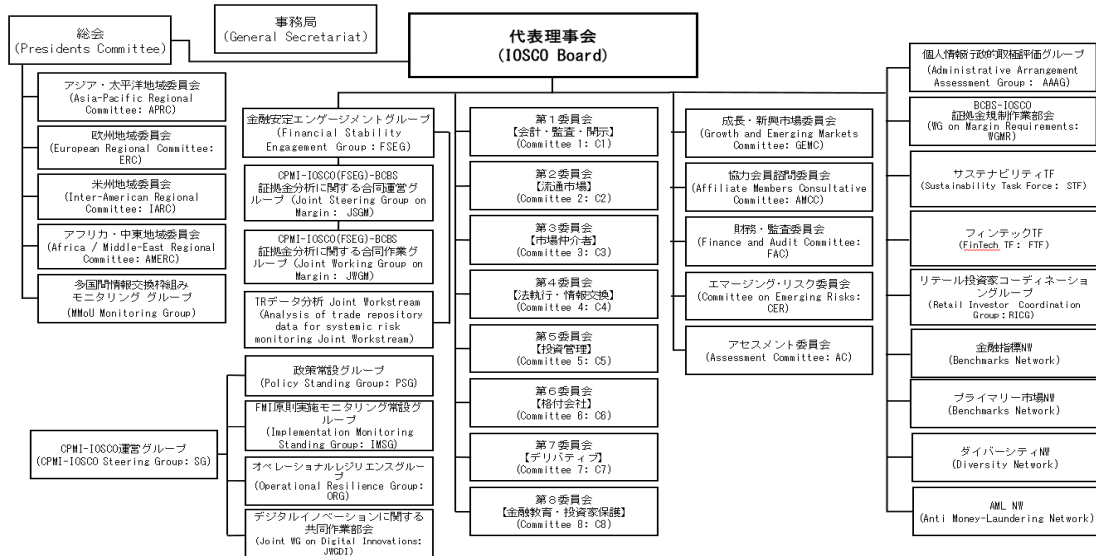 総会
(Presidents Committee)
事務局
(General Secretariat)
代表理事会
(IOSCO Board)
アジア・太平洋地域委員会
(Asia-Pacific Regional
Committee: APRC)
欧州地域委員会
(European Regional Committee:
ERC)
米州地域委員会
(Inter-American Regional
Committee: IARC)
アフリカ・中東地域委員会
(Africa / Middle-East Regional
Committee: AMERC)
多国間情報交換枠組み
モニタリング グループ
(MMoU Monitoring Group)
金融安定エンゲージメントグループ
(Financial Stability
Engagement Group：FSEG)
CPMI-IOSCO(FSEG)-BCBS
証拠金分析に関する合同運営グ
ループ (Joint Steering Group on
Margin： JSGM)
CPMI-IOSCO(FSEG)-BCBS
証拠金分析に関する合同作業グ
ループ (Joint Working Group on
Margin： JWGM)
TRデータ分析 Joint Workstream
(Analysis of trade repository
data for systemic risk
monitoring Joint Workstream)
CPMI-IOSCO運営グループ
(CPMI-IOSCO Steering Group: SG)
政策常設グループ
(Policy Standing Group: PSG)
FMI原則実施モニタリング常設グ
ループ
(Implementation Monitoring
Standing Group: IMSG)
オペレーショナルレジリエンスグルー
プ
(Operational Resilience Group:
ORG)
デジタルイノベーションに関する
共同作業部会
(Joint WG on Digital Innovations:
JWGDI)
第１委員会
【会計・監査・開示】
(Committee 1: C1)
第２委員会
【流通市場】
(Committee 2: C2)
第３委員会
【市場仲介者】
(Committee 3: C3)
第４委員会
【法執行・情報交換】
(Committee 4: C4)
第５委員会
【投資管理】
(Committee 5: C5)
第６委員会
【格付会社】
(Committee 6: C6)
第７委員会
【デリバティブ】
(Committee 7: C7)
第８委員会
【金融教育・投資家保護】
(Committee 8: C8)
成長・新興市場委員会
(Growth and Emerging Markets
Committee: GEMC)
協力会員諮問委員会
(Affiliate Members Consultative
Committee: AMCC)
財務・監査委員会
(Finance and Audit Committee:
FAC)
エマージング・リスク委員会
(Committee on Emerging Risks:
CER)
アセスメント委員会
(Assessment Committee: AC)
個人情報行政的取極評価グループ
(Administrative Arrangement
Assessment Group： AAAG)
BCBS-IOSCO
証拠金規制作業部会
(WG on Margin Requirements:
WGMR)
サステナビリティTF
(Sustainability Task Force: STF)
フィンテックTF
(FinTech TF： FTF)
リテール投資家コーディネーショ
ングループ
(Retail Investor Coordination
Group：RICG)
金融指標NW
(Benchmarks Network)
プライマリー市場NW
(Benchmarks Network)
ダイバーシティNW
(Diversity Network)
AML NW
(Anti Money-Laundering Network)